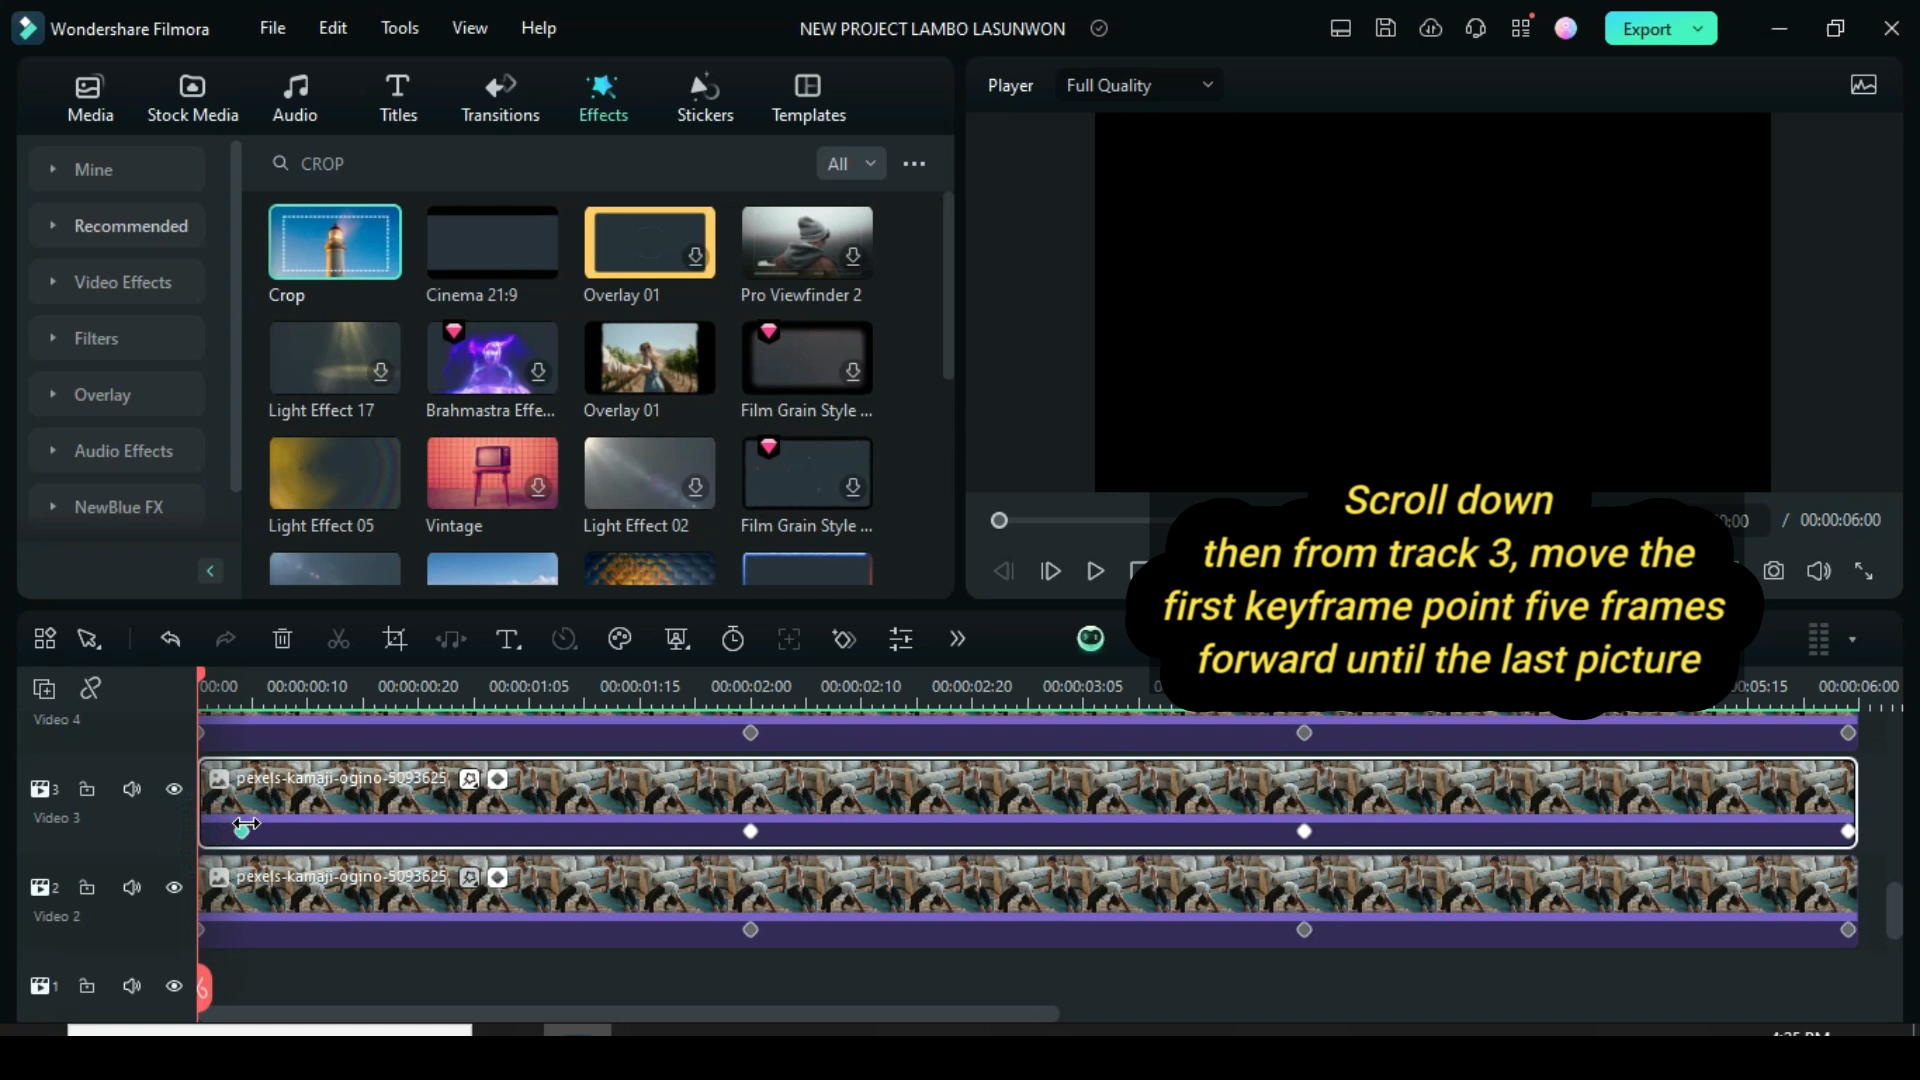 Wondershare Filmora
File
Edit
Tools
View
Help
NEW PROJECT LAMBO LASUNWON
Export
Media
Stock Media
Audio
Titles
Transitions
Effects
Stickers
Templates
Player
Full Quality
Mine
Recommended
Video Effects
Filters
Overlay
Audio Effects
NewBlue FX
CROP
All
Crop
Cinema 21:9
Overlay 01
Pro Viewfinder 2
Light Effect 17
Brahmastra Effe...
Overlay 01
Film Grain Style ...
Light Effect 05
Vintage
Light Effect 02
Film Grain Style ...
/ 00:00:06:00
Scroll down
then from track 3, move the
first keyframe point five frames
forward until the last picture
00:00
00:00:00:10
00:00:00:20
00:00:01:05
00:00:01:15
00:00:02:00
00:00:02:10
00:00:02:20
00:00:03:05
:05:15
00:00:06:00
Video 4
pexels-kamaji-ogino-5093625
3
Video 3
pexels-kamaji-ogino-5093625
2
Video 2
1